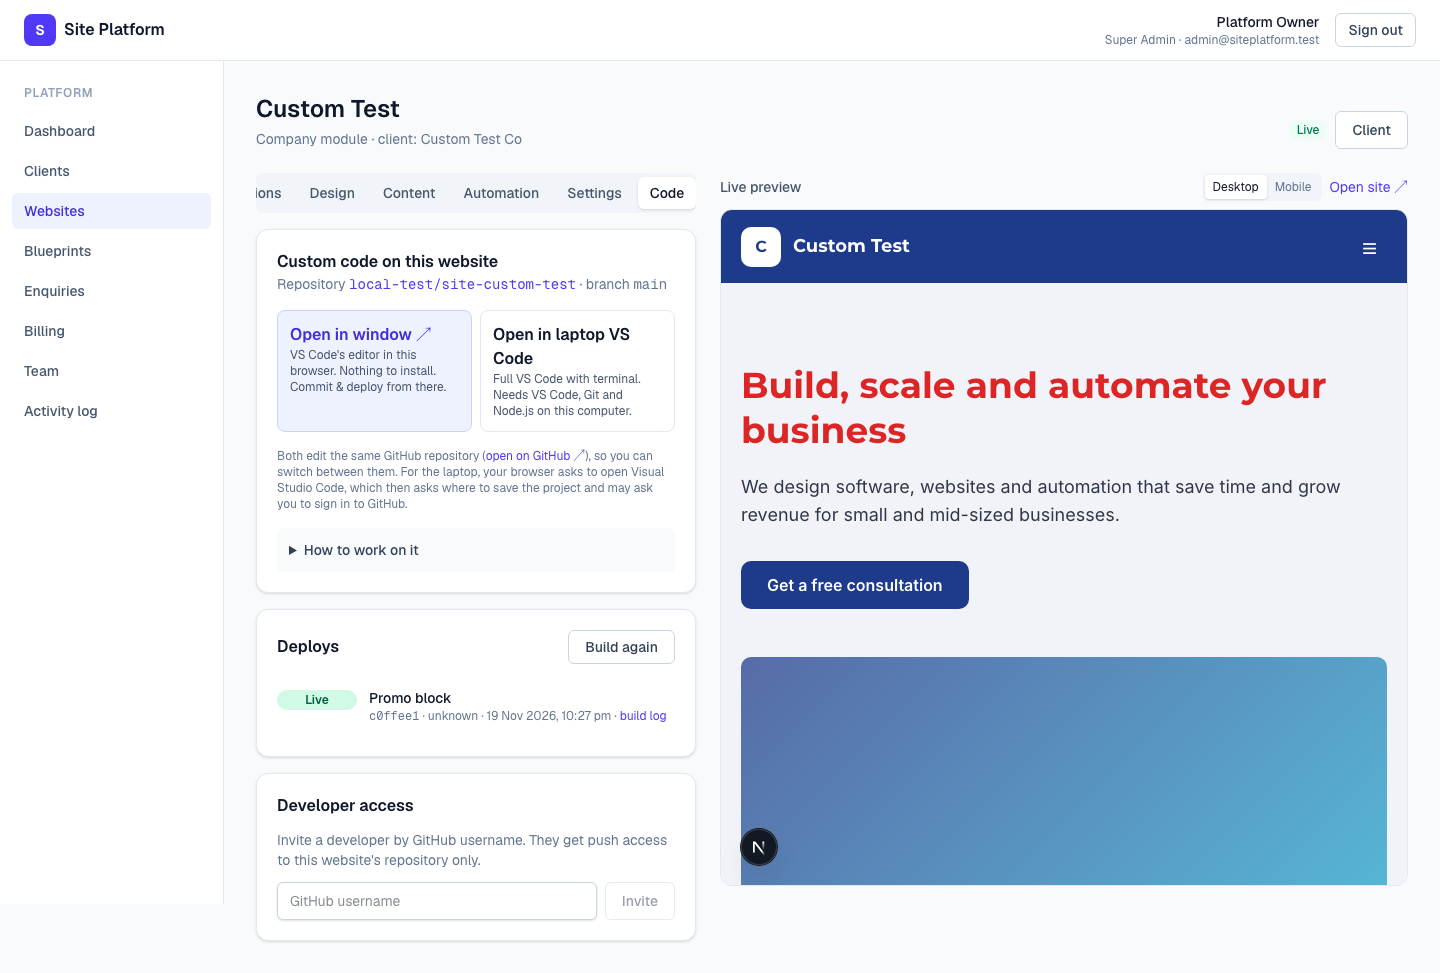 S Site Platform
Platform Owner
Super Admin · admin@siteplatform.test
Sign out
PLATFORM
Dashboard
Clients
Websites
Blueprints
Enquiries
Billing
Team
Activity log
Custom Test
Company module · client: Custom Test Co
Live
Client
ions Design Content Automation Settings Code
Custom code on this website
Repository local-test/site-custom-test · branch main
Open in window ↗
VS Code's editor in this
browser. Nothing to install.
Commit & deploy from there.
Open in laptop VS
Code
Full VS Code with terminal.
Needs VS Code, Git and
Node.js on this computer.
Both edit the same GitHub repository (open on GitHub ↗), so you can
switch between them. For the laptop, your browser asks to open Visual
Studio Code, which then asks where to save the project and may ask
you to sign in to GitHub.
▶ How to work on it
Deploys
Build again
Live
Promo block
c0ffee1 · unknown · 19 Nov 2026, 10:27 pm · build log
Developer access
Invite a developer by GitHub username. They get push access
to this website's repository only.
GitHub username
Invite
Live preview
Desktop Mobile Open site ↗
C Custom Test
Build, scale and automate your
business
We design software, websites and automation that save time and grow
revenue for small and mid-sized businesses.
Get a free consultation
N